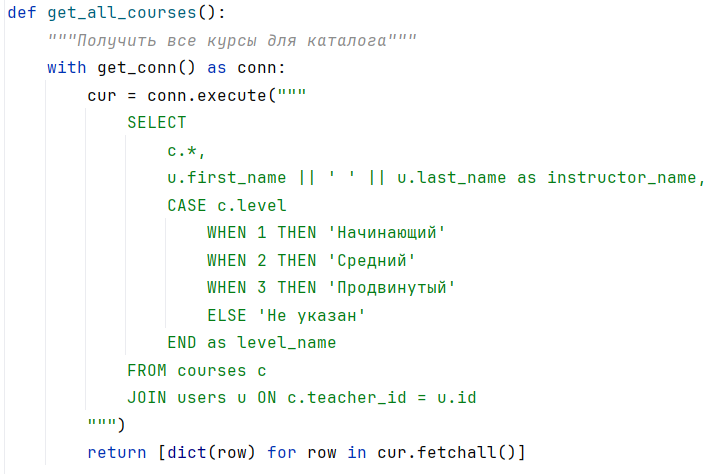 def get_all_courses():
    """Получить все курсы для каталога"""
    with get_conn() as conn:
        cur = conn.execute("""
            SELECT
                c.*,
                u.first_name || ' ' || u.last_name as instructor_name,
                CASE c.level
                    WHEN 1 THEN 'Начинающий'
                    WHEN 2 THEN 'Средний'
                    WHEN 3 THEN 'Продвинутый'
                    ELSE 'Не указан'
                END as level_name
            FROM courses c
            JOIN users u ON c.teacher_id = u.id
        """)
        return [dict(row) for row in cur.fetchall()]